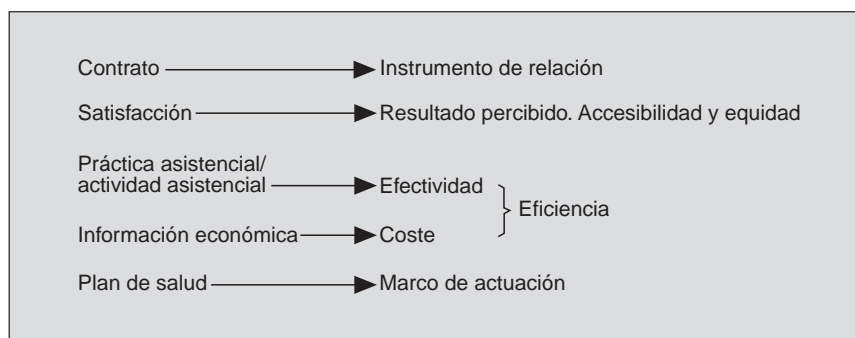 Contrato Instrumento de relación
Satisfacción Resultado percibido. Accesibilidad y equidad
Práctica asistencial/
actividad asistencial Efectividad
Eficiencia
Información económica Coste
Plan de salud Marco de actuación